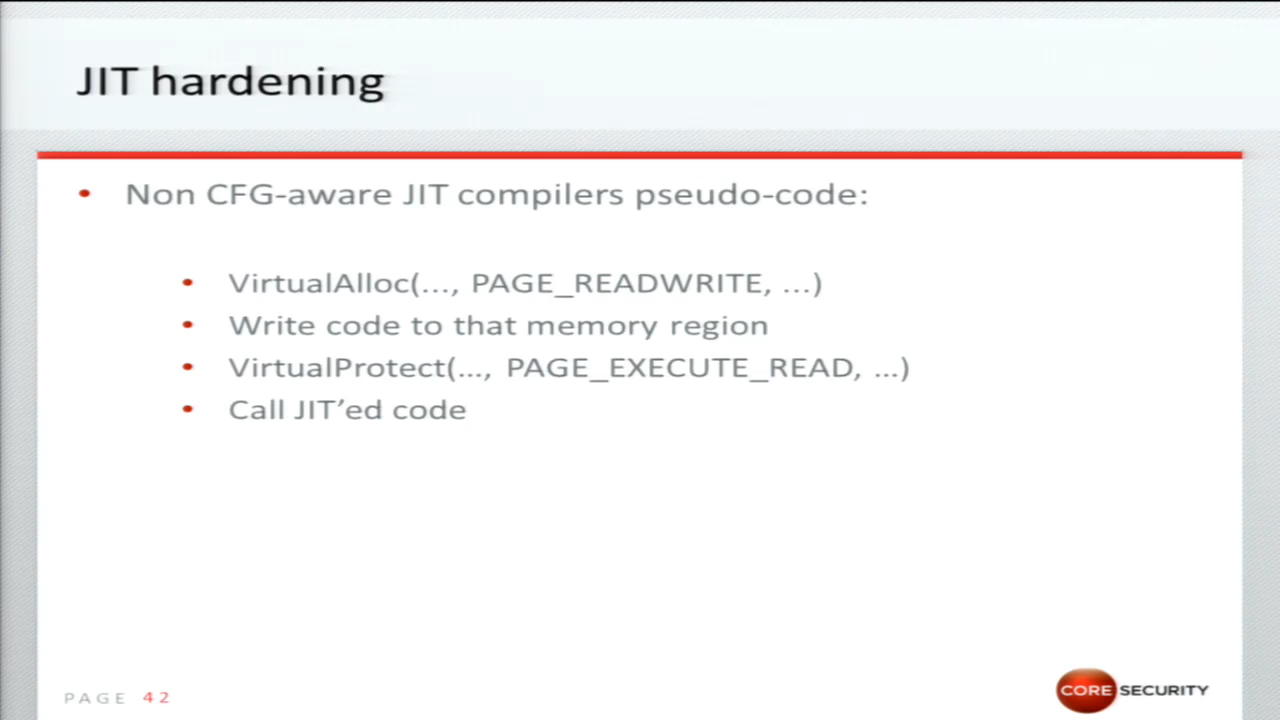 JIT hardening
• Non CFG-aware JIT compilers pseudo-code:
• VirtualAlloc(..., PAGE_READWRITE, ...)
• Write code to that memory region
• VirtualProtect(..., PAGE_EXECUTE_READ, ...)
• Call JIT’ed code
PAGE 42
CORE SECURITY